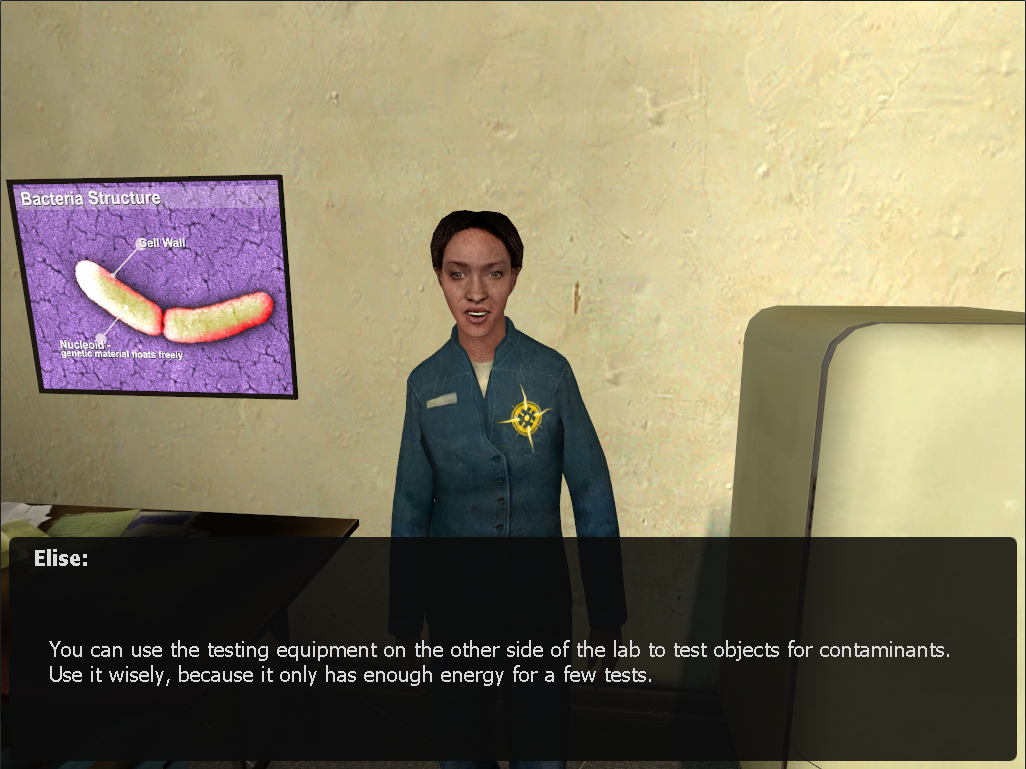 Bacteria Structure
Cell Wall
Nucleoid -
genetic material floats freely
Elise:
You can use the testing equipment on the other side of the lab to test objects for contaminants.
Use it wisely, because it only has enough energy for a few tests.